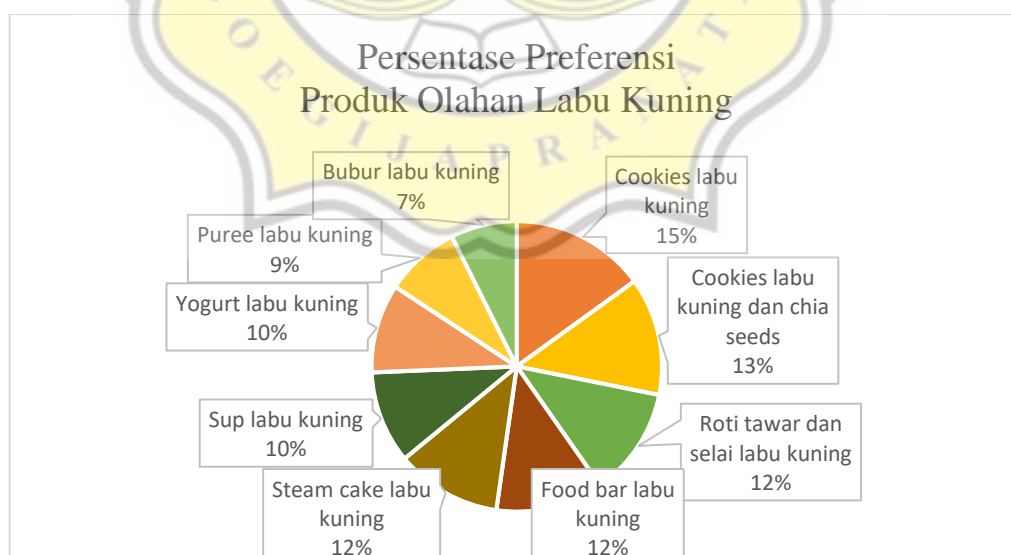 OEGIJAPRANAT
Persentase Preferensi
Produk Olahan Labu Kuning
Bubur labu kuning
7%
Cookies labu
kuning
15%
Puree labu kuning
9%
Cookies labu
kuning dan chia
seeds
13%
Yogurt labu kuning
10%
Roti tawar dan
selai labu kuning
12%
Sup labu kuning
10%
Steam cake labu
kuning
12%
Food bar labu
kuning
12%